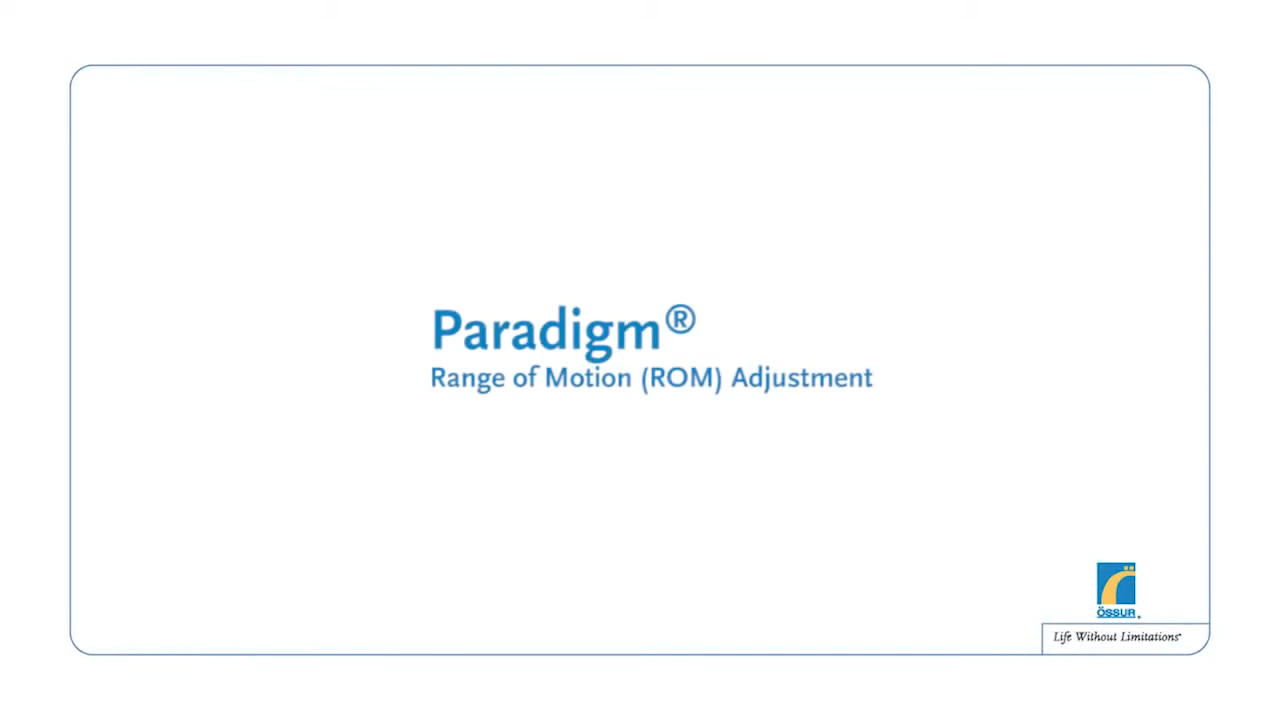 Paradigm®
Range of Motion (ROM) Adjustment
ÖSSUR®
Life Without Limitations®